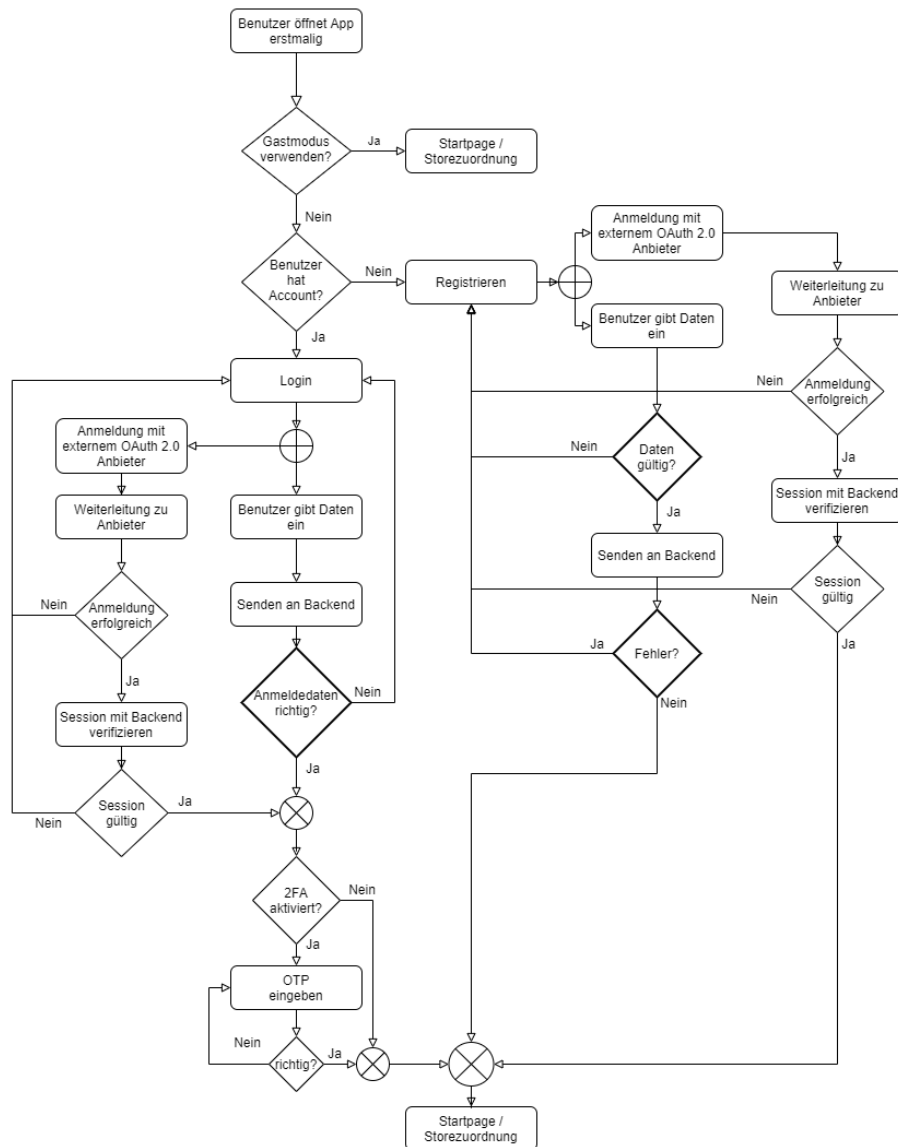 Benutzer öffnet App
erstmalig
Gastmodus
verwenden?
Ja
Startpage /
Storezuordnung
Nein
Benutzer
hat
Account?
Nein
Registrieren
Anmeldung mit
externem OAuth 2.0
Anbieter
Weiterleitung zu
Anbieter
Benutzer gibt Daten
ein
Ja
Login
Nein
Anmeldung
erfolgreich
Anmeldung mit
externem OAuth 2.0
Anbieter
Nein
Daten
gültig?
Ja
Weiterleitung zu
Anbieter
Benutzer gibt Daten
ein
Session mit Backend
verifizieren
Ja
Senden an Backend
Nein
Anmeldung
erfolgreich
Senden an Backend
Nein
Session
gültig
Ja
Fehler?
Ja
Nein
Ja
Anmeldedaten
richtig?
Nein
Session mit Backend
verifizieren
Ja
Nein
Session
gültig
Ja
2FA
aktiviert?
Nein
Ja
OTP
eingeben
Nein
richtig?
Ja
Startpage /
Storezuordnung